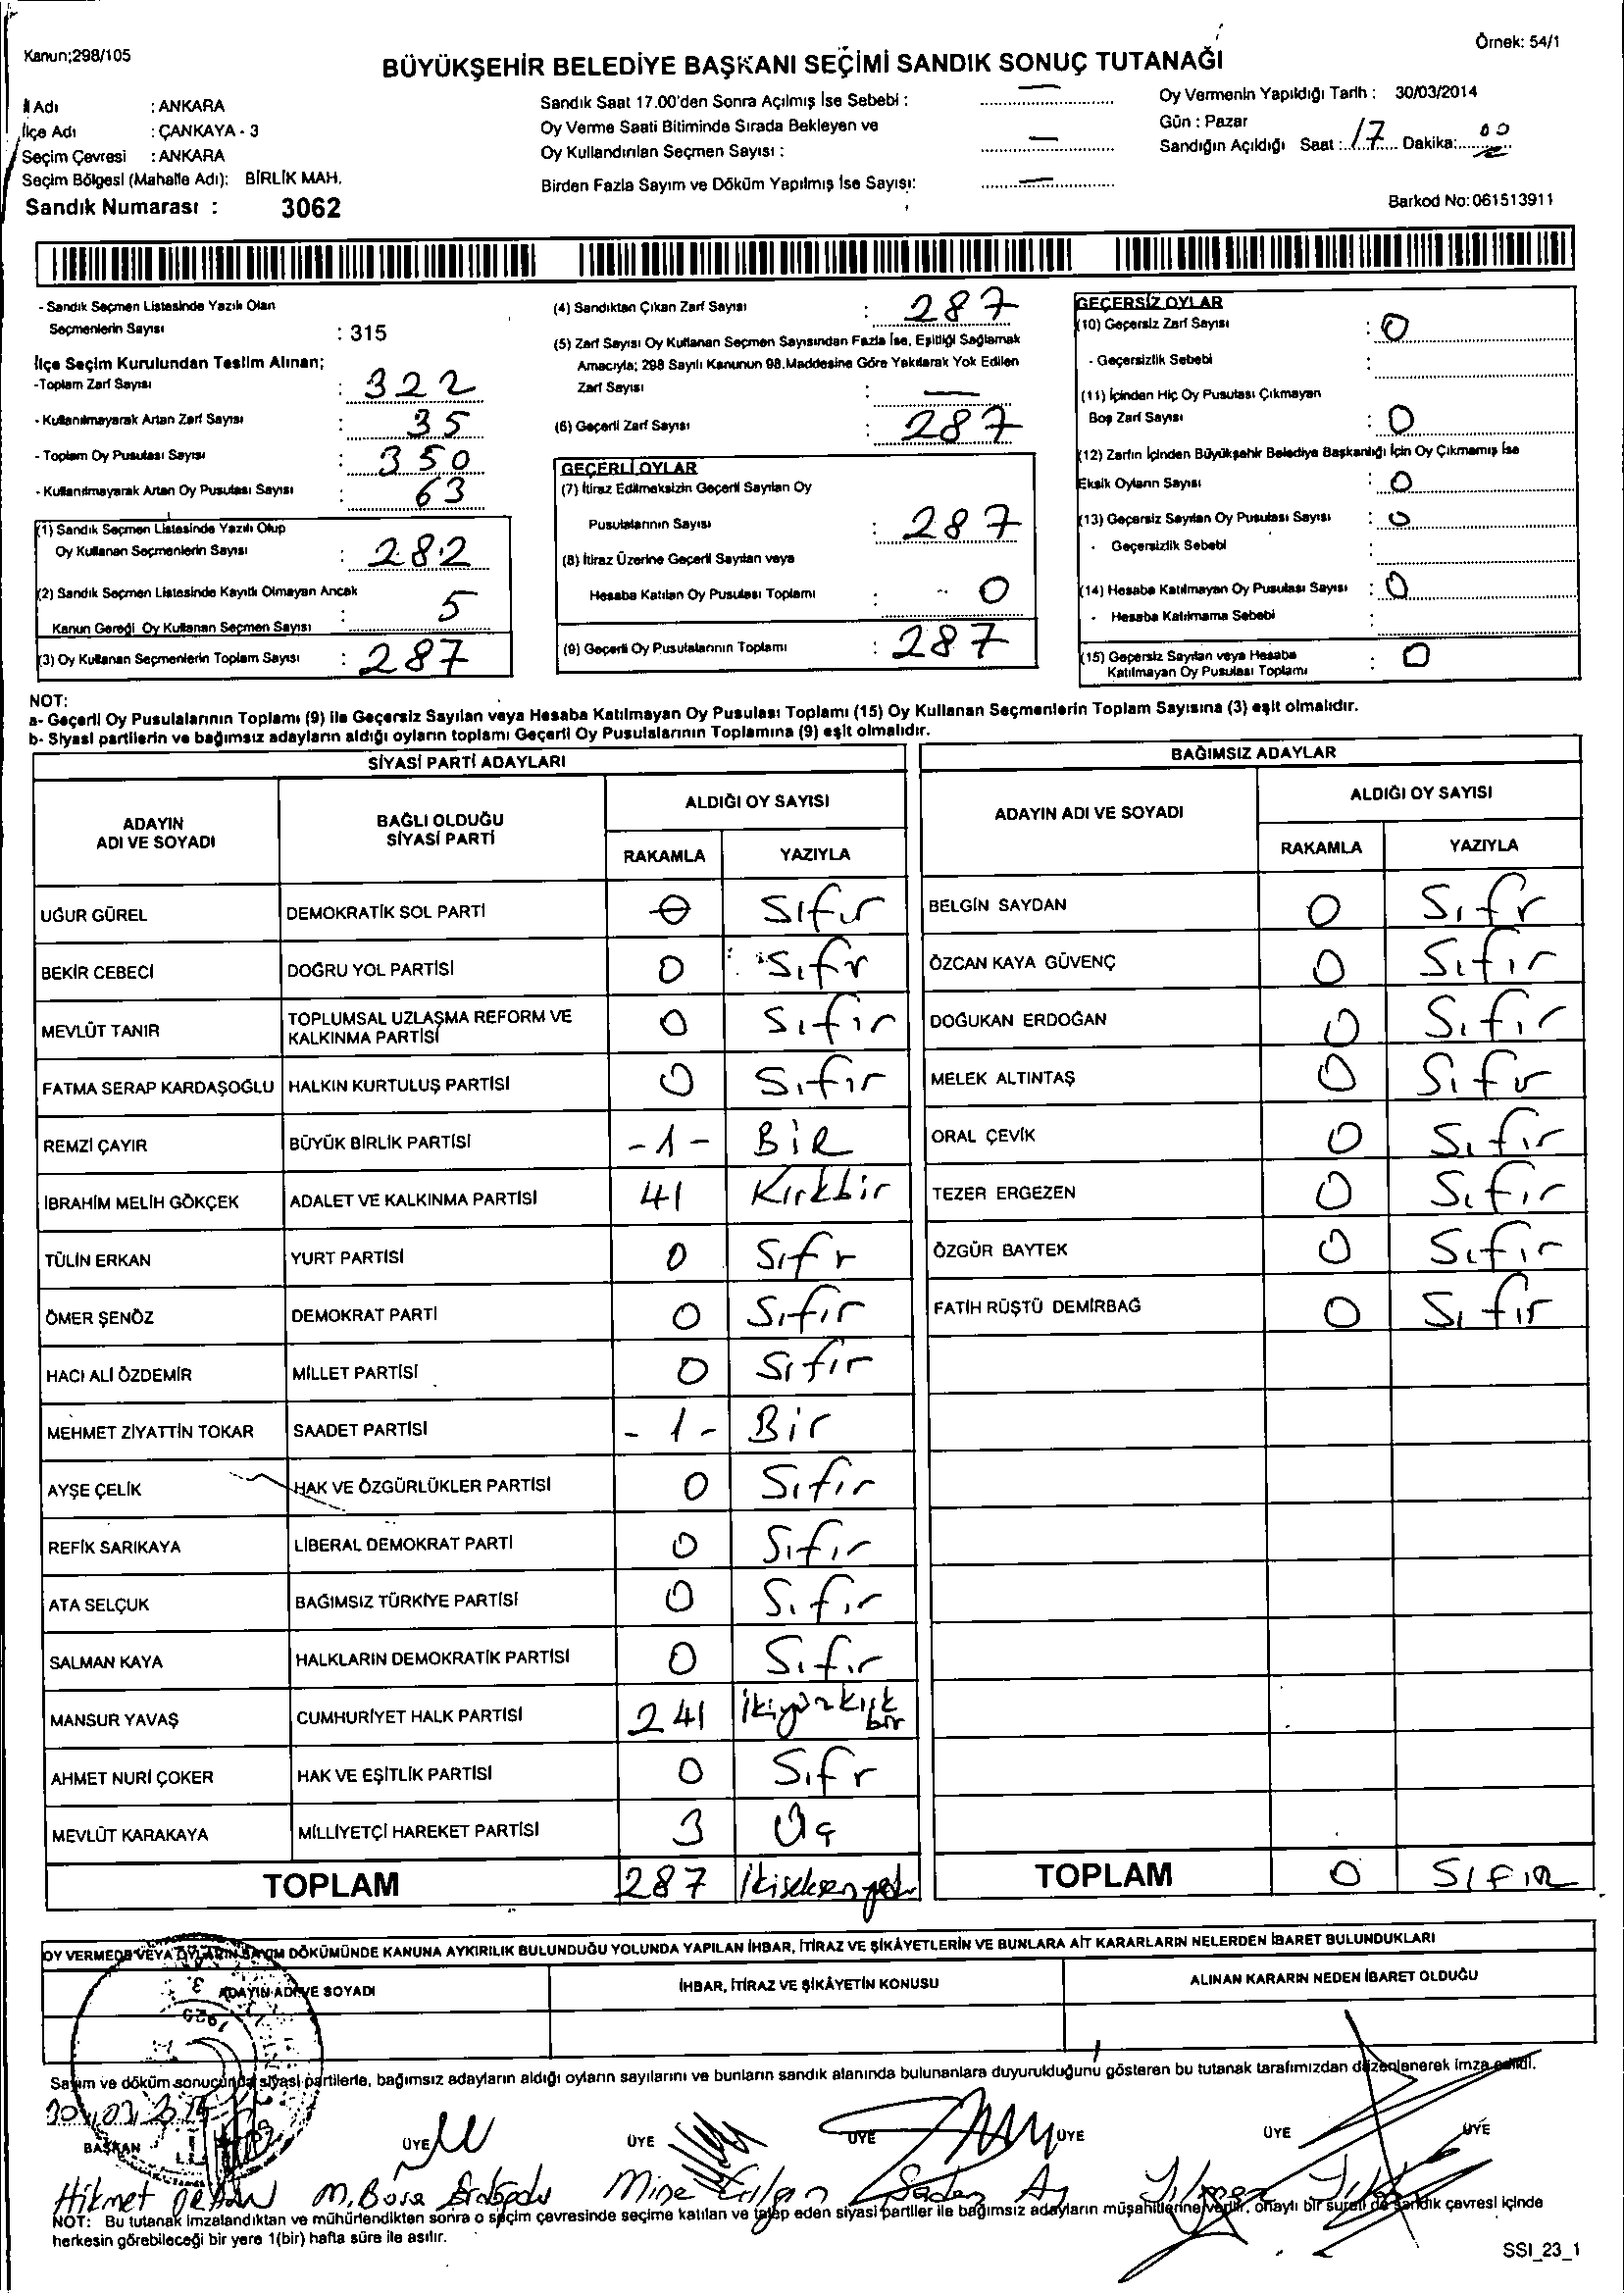 Kanun;298/105
Örnek: 54/1
BÜYÜKŞEHİR BELEDİYE BAŞKANI SEÇİMİ SANDIK SONUÇ TUTANAĞI
İl Adı : ANKARA
İlçe Adı : ÇANKAYA - 3
Seçim Çevresi : ANKARA
Seçim Bölgesi (Mahalle Adı): BİRLİK MAH.
Sandık Numarası : 3062
Sandık Saat 17.00'den Sonra Açılmış İse Sebebi : —
Oy Verme Saati Bitiminde Sırada Bekleyen ve
Oy Kullandırılan Seçmen Sayısı : —
Birden Fazla Sayım ve Döküm Yapılmış İse Sayısı: —
Oy Vermenin Yapıldığı Tarih : 30/03/2014
Gün : Pazar
Sandığın Açıldığı Saat : 17 Dakika: 00
Barkod No: 061513911
- Sandık Seçmen Listesinde Yazılı Olan
Seçmenlerin Sayısı : 315
İlçe Seçim Kurulundan Teslim Alınan;
-Toplam Zarf Sayısı : 322
- Kullanılmayarak Artan Zarf Sayısı : 35
- Toplam Oy Pusulası Sayısı : 350
- Kullanılmayarak Artan Oy Pusulası Sayısı : 63
(1) Sandık Seçmen Listesinde Yazılı Olup
Oy Kullanan Seçmenlerin Sayısı : 282
(2) Sandık Seçmen Listesinde Kayıtlı Olmayan Ancak
Kanun Gereği Oy Kullanan Seçmen Sayısı : 5
(3) Oy Kullanan Seçmenlerin Toplam Sayısı : 287
(4) Sandıktan Çıkan Zarf Sayısı : 287
(5) Zarf Sayısı Oy Kullanan Seçmen Sayısından Fazla İse, Eşitliği Sağlamak
Amacıyla; 298 Sayılı Kanunun 98.Maddesine Göre Yakılarak Yok Edilen
Zarf Sayısı : —
(6) Geçerli Zarf Sayısı : 287
GEÇERLİ OYLAR
(7) İtiraz Edilmeksizin Geçerli Sayılan Oy
Pusulalarının Sayısı : 287
(8) İtiraz Üzerine Geçerli Sayılan veya
Hesaba Katılan Oy Pusulası Toplamı : 0
(9) Geçerli Oy Pusulalarının Toplamı : 287
GEÇERSİZ OYLAR
(10) Geçersiz Zarf Sayısı : 0
- Geçersizlik Sebebi :
(11) İçinden Hiç Oy Pusulası Çıkmayan
Boş Zarf Sayısı : 0
(12) Zarfın İçinden Büyükşehir Belediye Başkanlığı İçin Oy Çıkmamış İse
Eksik Oyların Sayısı : 0
(13) Geçersiz Sayılan Oy Pusulası Sayısı : 0
- Geçersizlik Sebebi :
(14) Hesaba Katılmayan Oy Pusulası Sayısı : 0
- Hesaba Katılmama Sebebi :
(15) Geçersiz Sayılan veya Hesaba
Katılmayan Oy Pusulası Toplamı : 0
NOT:
a- Geçerli Oy Pusulalarının Toplamı (9) ile Geçersiz Sayılan veya Hesaba Katılmayan Oy Pusulası Toplamı (15) Oy Kullanan Seçmenlerin Toplam Sayısına (3) eşit olmalıdır.
b- Siyasi partilerin ve bağımsız adayların aldığı oyların toplamı Geçerli Oy Pusulalarının Toplamına (9) eşit olmalıdır.
SİYASİ PARTİ ADAYLARI
ADAYIN
ADI VE SOYADI
BAĞLI OLDUĞU
SİYASİ PARTİ
ALDIĞI OY SAYISI
RAKAMLA YAZIYLA
UĞUR GÜREL DEMOKRATİK SOL PARTİ 0 Sıfır
BEKİR CEBECİ DOĞRU YOL PARTİSİ 0 Sıfr
MEVLÜT TANIR TOPLUMSAL UZLAŞMA REFORM VE
KALKINMA PARTİSİ 0 Sıfır
FATMA SERAP KARDAŞOĞLU HALKIN KURTULUŞ PARTİSİ 0 Sıfır
REMZİ ÇAYIR BÜYÜK BİRLİK PARTİSİ -1- BİR
İBRAHİM MELİH GÖKÇEK ADALET VE KALKINMA PARTİSİ 41 Kırkbir
TÜLİN ERKAN YURT PARTİSİ 0 Sıfr
ÖMER ŞENÖZ DEMOKRAT PARTİ 0 Sıfır
HACI ALİ ÖZDEMİR MİLLET PARTİSİ 0 Sıfır
MEHMET ZİYATTİN TOKAR SAADET PARTİSİ -1- Bir
AYŞE ÇELİK HAK VE ÖZGÜRLÜKLER PARTİSİ 0 Sıfır
REFİK SARIKAYA LİBERAL DEMOKRAT PARTİ 0 Sıfır
ATA SELÇUK BAĞIMSIZ TÜRKİYE PARTİSİ 0 Sıfır
SALMAN KAYA HALKLARIN DEMOKRATİK PARTİSİ 0 Sıfır
MANSUR YAVAŞ CUMHURİYET HALK PARTİSİ 241 İkiyüzkırk
bir
AHMET NURİ ÇOKER HAK VE EŞİTLİK PARTİSİ 0 Sıfr
MEVLÜT KARAKAYA MİLLİYETÇİ HAREKET PARTİSİ 3 Üç
TOPLAM 287 İkiseksenyedi
BAĞIMSIZ ADAYLAR
ADAYIN ADI VE SOYADI
ALDIĞI OY SAYISI
RAKAMLA YAZIYLA
BELGİN SAYDAN 0 Sıfr
ÖZCAN KAYA GÜVENÇ 0 Sıfır
DOĞUKAN ERDOĞAN 0 Sıfır
MELEK ALTINTAŞ 0 Sıfır
ORAL ÇEVİK 0 Sıfır
TEZER ERGEZEN 0 Sıfır
ÖZGÜR BAYTEK 0 Sıfır
FATİH RÜŞTÜ DEMİRBAĞ 0 Sıfır
TOPLAM 0 SIFIR
OY VERMEDE VEYA OYLARIN SAYIM DÖKÜMÜNDE KANUNA AYKIRILIK BULUNDUĞU YOLUNDA YAPILAN İHBAR, İTİRAZ VE ŞİKÂYETLERİN VE BUNLARA AİT KARARLARIN NELERDEN İBARET BULUNDUKLARI
ADAYIN ADI VE SOYADI
İHBAR, İTİRAZ VE ŞİKÂYETİN KONUSU
ALINAN KARARIN NEDEN İBARET OLDUĞU
Sayım ve döküm sonucunda siyasi partilerle, bağımsız adayların aldığı oyların sayılarını ve bunların sandık alanında bulunanlara duyurulduğunu gösteren bu tutanak tarafımızdan düzenlenerek imza edildi.
30.03.2014
BAŞKAN ÜYE ÜYE ÜYE ÜYE ÜYE ÜYE
Hikmet ORHAN M. Bora Mine Yılmaz
NOT: Bu tutanak imzalandıktan ve mühürlendikten sonra o seçim çevresinde seçime katılan ve talep eden siyasi partiler ile bağımsız adayların müşahitlerine verilir, onaylı bir sureti de sandık çevresi içinde
herkesin görebileceği bir yere 1(bir) hafta süre ile asılır.
SSI_23_1